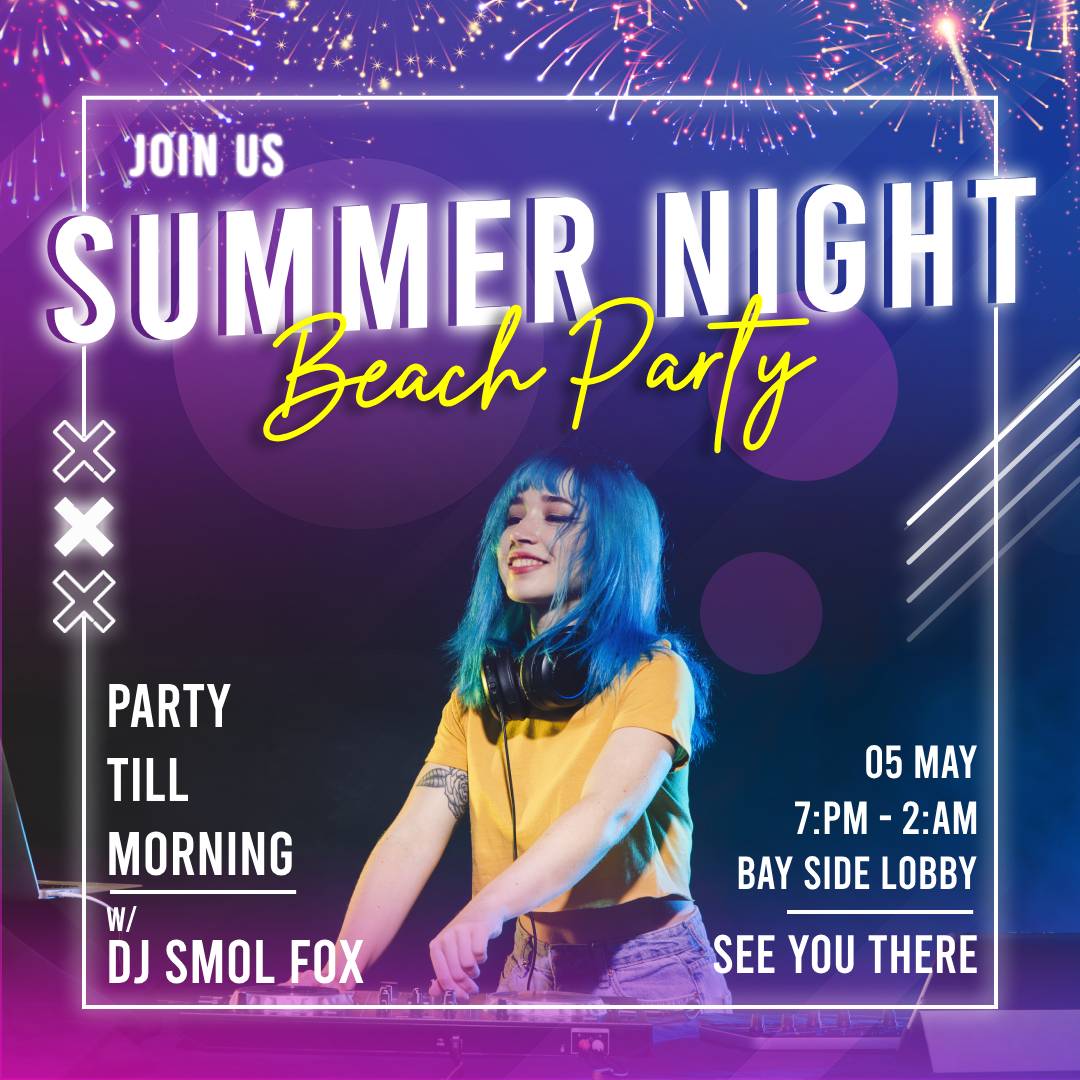 JOIN US
SUMMER NIGHT
Beach Party
PARTY
TILL
MORNING
W/
DJ SMOL FOX
05 MAY
7:PM - 2:AM
BAY SIDE LOBBY
SEE YOU THERE